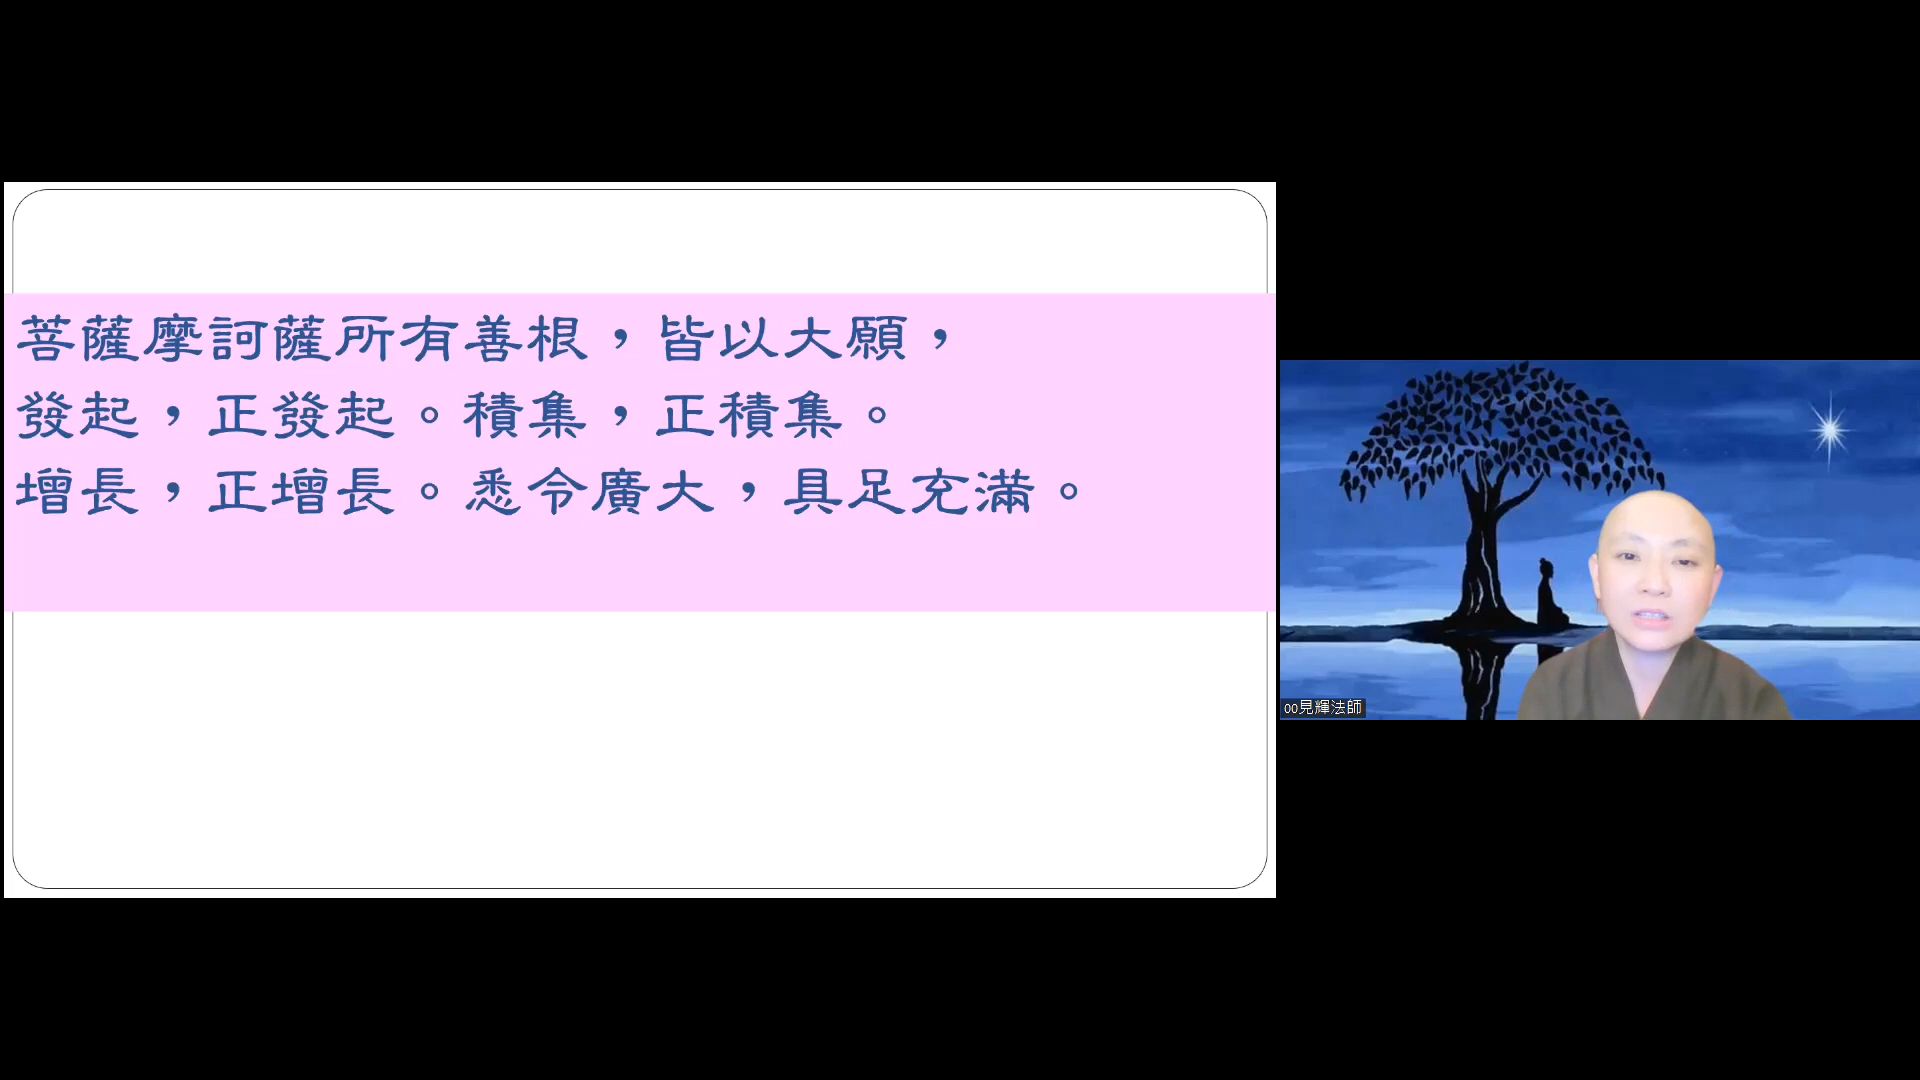 菩薩摩訶薩所有善根，皆以大願，
發起，正發起。積集，正積集。
增長，正增長。悉令廣大，具足充滿。
00見輝法師